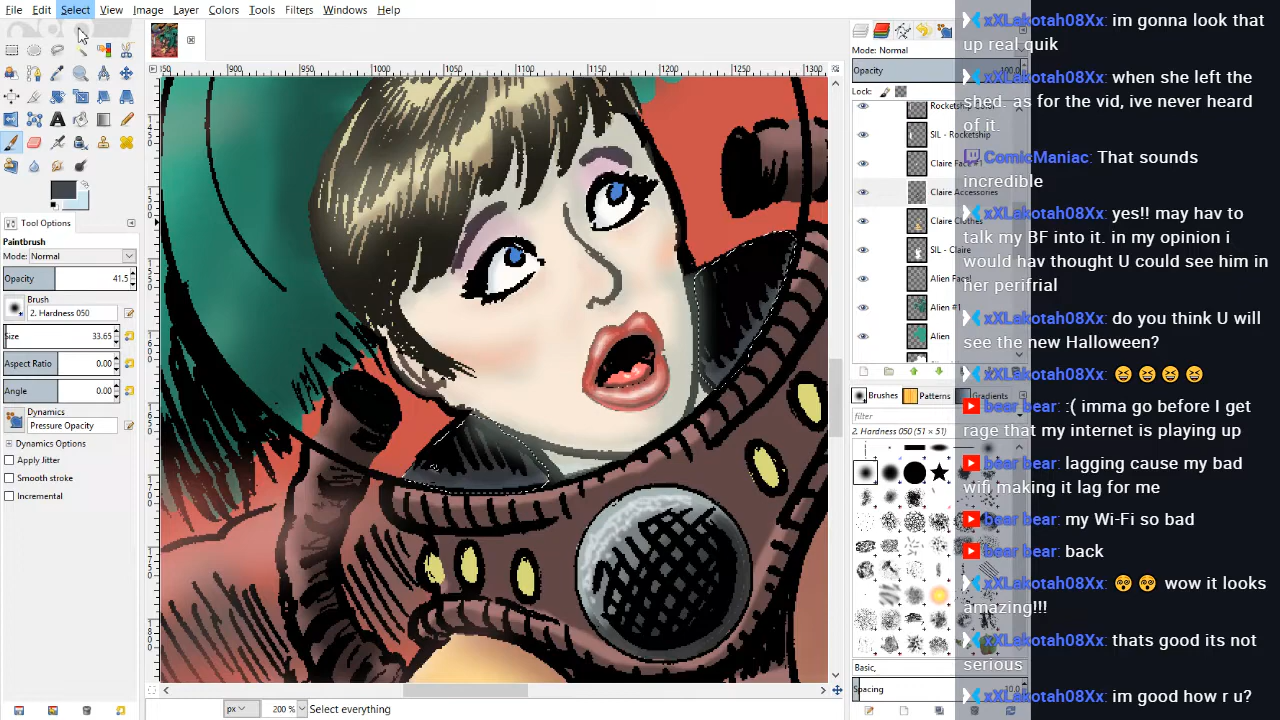 File Edit Select View Image Layer Colors Tools Filters Windows Help
Tool Options
Paintbrush
Mode: Normal
Opacity 41.5
Brush
2. Hardness 050
Size 33.65
Aspect Ratio 0.00
Angle 0.00
Dynamics
Pressure Opacity
Dynamics Options
Apply Jitter
Smooth stroke
Incremental
900 950 1000 1050 1100 1150 1200 1250 1300
px 200 % Select everything
Mode: Normal
Opacity 100.0
Lock:
SIL - Rocketship
Claire Face #1
Claire Accessories
Claire Clothes
SIL - Claire
Alien Face
Alien #1
Alien
Brushes Patterns Gradients
filter
2. Hardness 050 (51 × 51)
Basic,
Spacing 10.0
xXLakotah08Xx: im gonna look that
up real quik
xXLakotah08Xx: when she left the
shed. as for the vid, ive never heard
of it.
ComicManiac: That sounds
incredible
xXLakotah08Xx: yes!! may hav to
talk my BF into it. in my opinion i
would hav thought U could see him in
her perifrial
xXLakotah08Xx: do you think U will
see the new Halloween?
xXLakotah08Xx: 😆 😆 😆 😆
bear bear: :( imma go before I get
rage that my internet is playing up
bear bear: lagging cause my bad
wifi making it lag for me
bear bear: my Wi-Fi so bad
bear bear: back
xXLakotah08Xx: 😲 😲 wow it looks
amazing!!!
xXLakotah08Xx: thats good its not
serious
xXLakotah08Xx: im good how r u?